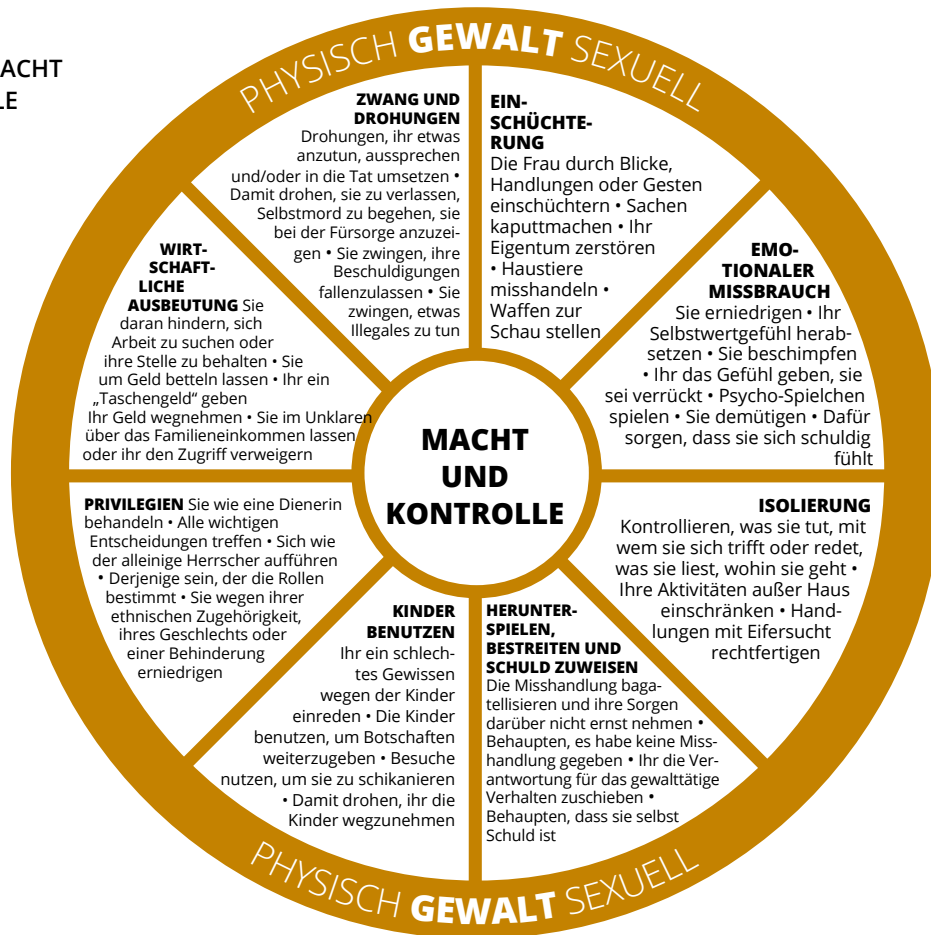 ACHT
LE
PHYSISCH GEWALT SEXUELL
ZWANG UND
DROHUNGEN
Drohungen, ihr etwas
anzutun, aussprechen
und/oder in die Tat umsetzen •
Damit drohen, sie zu verlassen,
Selbstmord zu begehen, sie
bei der Fürsorge anzuzei-
gen • Sie zwingen, ihre
Beschuldigungen
fallenzulassen • Sie
zwingen, etwas
Illegales zu tun
EIN-
SCHÜCHTE-
RUNG
Die Frau durch Blicke,
Handlungen oder Gesten
einschüchtern • Sachen
kaputtmachen • Ihr
Eigentum zerstören
• Haustiere
misshandeln •
Waffen zur
Schau stellen
WIRT-
SCHAFT-
LICHE
AUSBEUTUNG Sie
daran hindern, sich
Arbeit zu suchen oder
ihre Stelle zu behalten • Sie
um Geld betteln lassen • Ihr ein
„Taschengeld“ geben
Ihr Geld wegnehmen • Sie im Unklaren
über das Familieneinkommen lassen
oder ihr den Zugriff verweigern
EMO-
TIONALER
MISSBRAUCH
Sie erniedrigen • Ihr
Selbstwertgefühl herab-
setzen • Sie beschimpfen
• Ihr das Gefühl geben, sie
sei verrückt • Psycho-Spielchen
spielen • Sie demütigen • Dafür
sorgen, dass sie sich schuldig
fühlt
MACHT
UND
KONTROLLE
PRIVILEGIEN Sie wie eine Dienerin
behandeln • Alle wichtigen
Entscheidungen treffen • Sich wie
der alleinige Herrscher aufführen
• Derjenige sein, der die Rollen
bestimmt • Sie wegen ihrer
ethnischen Zugehörigkeit,
ihres Geschlechts oder
einer Behinderung
erniedrigen
ISOLIERUNG
Kontrollieren, was sie tut, mit
wem sie sich trifft oder redet,
was sie liest, wohin sie geht •
Ihre Aktivitäten außer Haus
einschränken • Hand-
lungen mit Eifersucht
rechtfertigen
KINDER
BENUTZEN
Ihr ein schlech-
tes Gewissen
wegen der Kinder
einreden • Die Kinder
benutzen, um Botschaften
weiterzugeben • Besuche
nutzen, um sie zu schikanieren
• Damit drohen, ihr die
Kinder wegzunehmen
HERUNTER-
SPIELEN,
BESTREITEN UND
SCHULD ZUWEISEN
Die Misshandlung baga-
tellisieren und ihre Sorgen
darüber nicht ernst nehmen •
Behaupten, es habe keine Miss-
handlung gegeben • Ihr die Ver-
antwortung für das gewalttätige
Verhalten zuschieben •
Behaupten, dass sie selbst
Schuld ist
PHYSISCH GEWALT SEXUELL